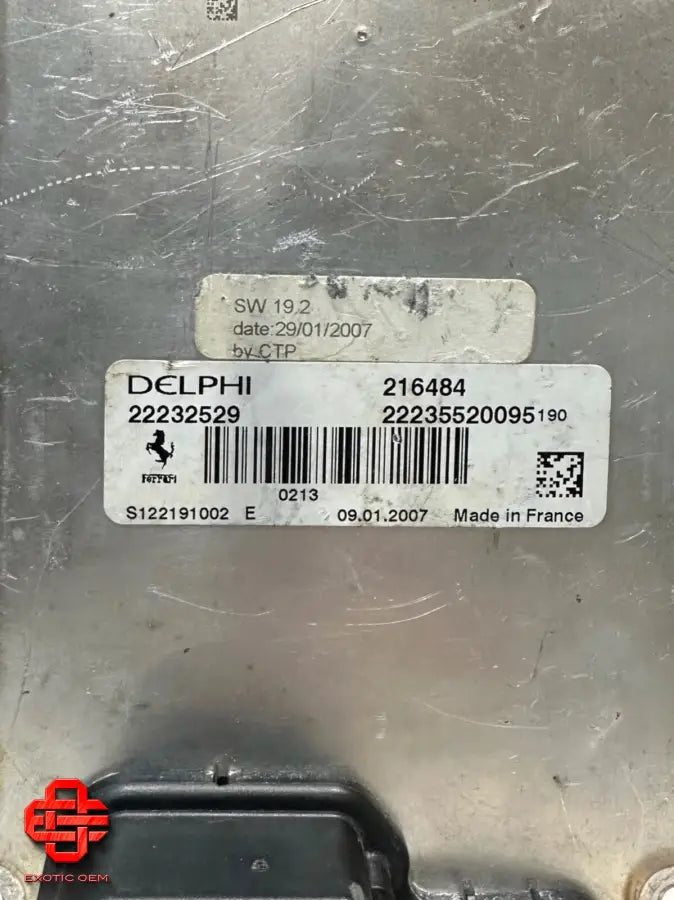 SW 19.2
date:29/01/2007
by CTP
DELPHI 216484
22232529 22235520095190
Ferrari
0213
S122191002 E 09.01.2007 Made in France
EXOTIC OEM